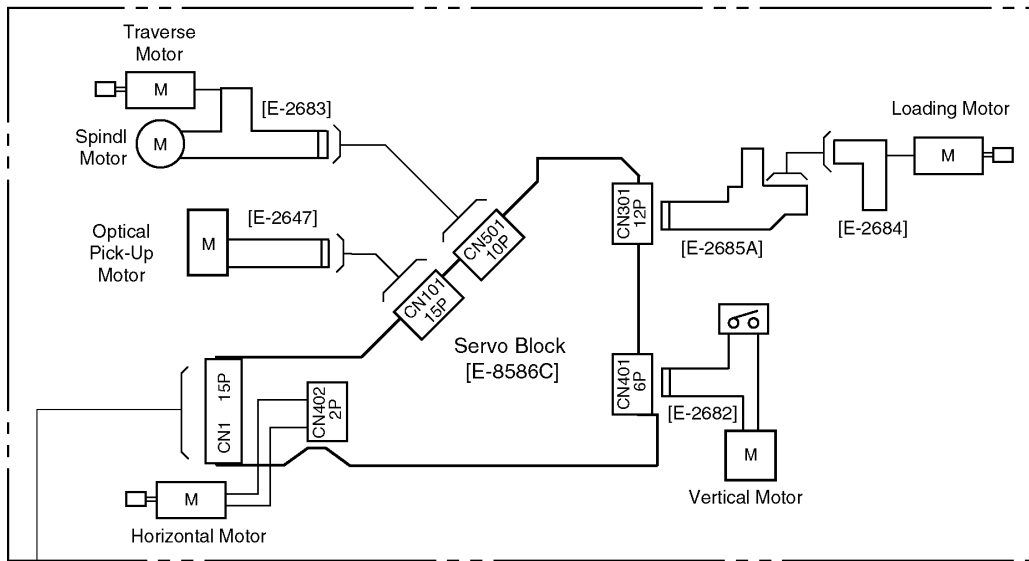 Traverse
Motor
M
[E-2683]
Spindl
Motor
M
Loading Motor
M
[E-2684]
[E-2685A]
CN301
12P
CN501
10P
[E-2647]
Optical
Pick-Up
Motor
M
CN101
15P
Servo Block
[E-8586C]
CN401
6P
[E-2682]
M
Vertical Motor
CN1 15P
CN402
2P
M
Horizontal Motor